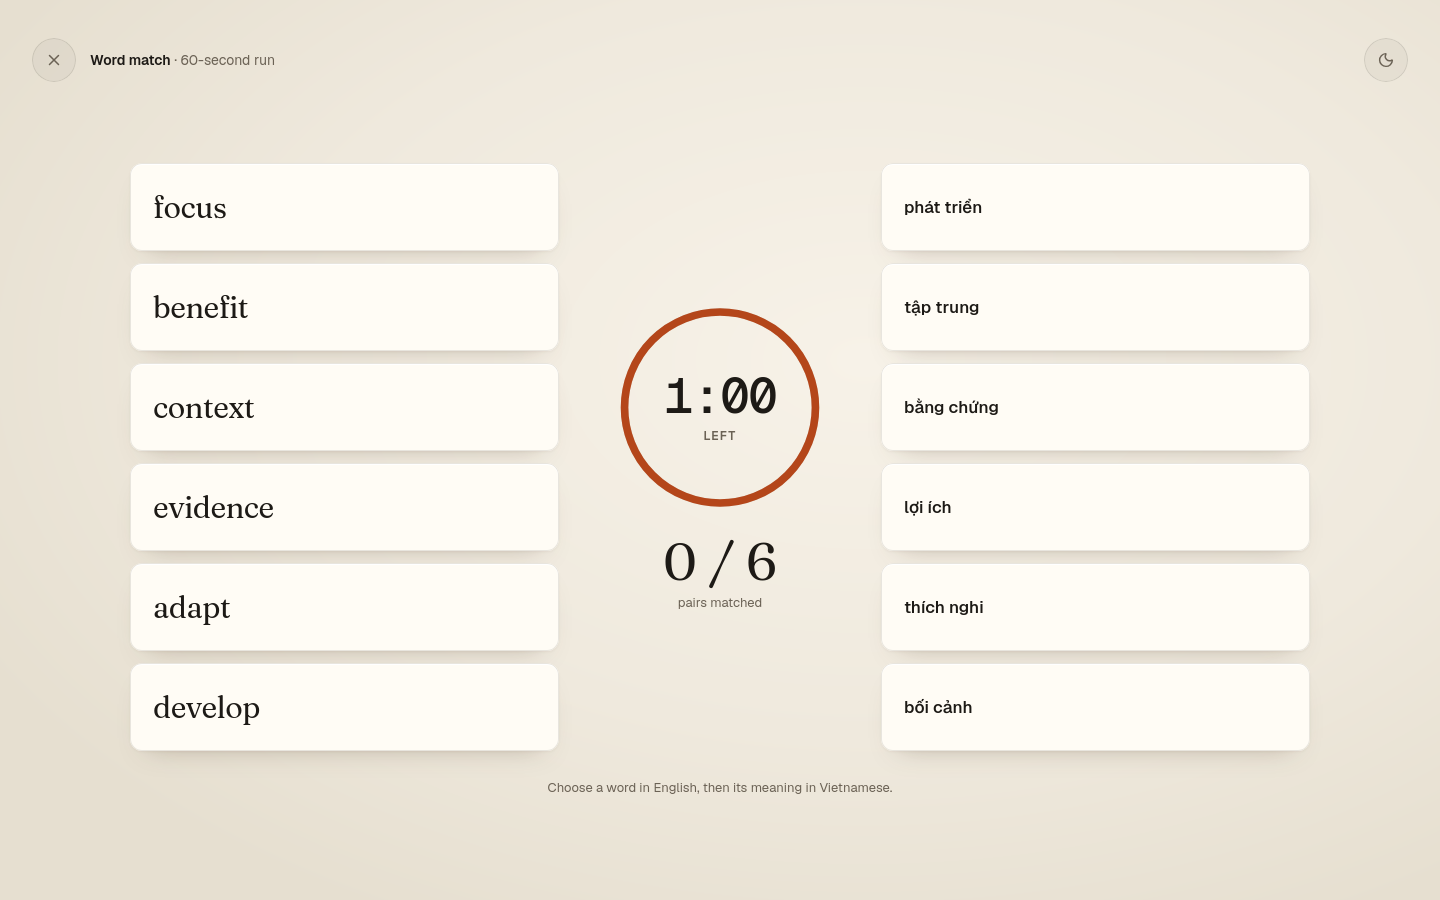 Word match · 60-second run
focus
benefit
context
evidence
adapt
develop
1:00
LEFT
0 / 6
pairs matched
phát triển
tập trung
bằng chứng
lợi ích
thích nghi
bối cảnh
Choose a word in English, then its meaning in Vietnamese.